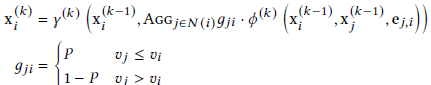 x_i^{(k)} = γ^{(k)} ( x_i^{(k-1)}, AGG_{j∈N(i)} g_{ji} · ϕ^{(k)} ( x_i^{(k-1)}, x_j^{(k-1)}, e_{j,i} ) )
g_{ji} = { P v_j ≤ v_i
1 − P v_j > v_i